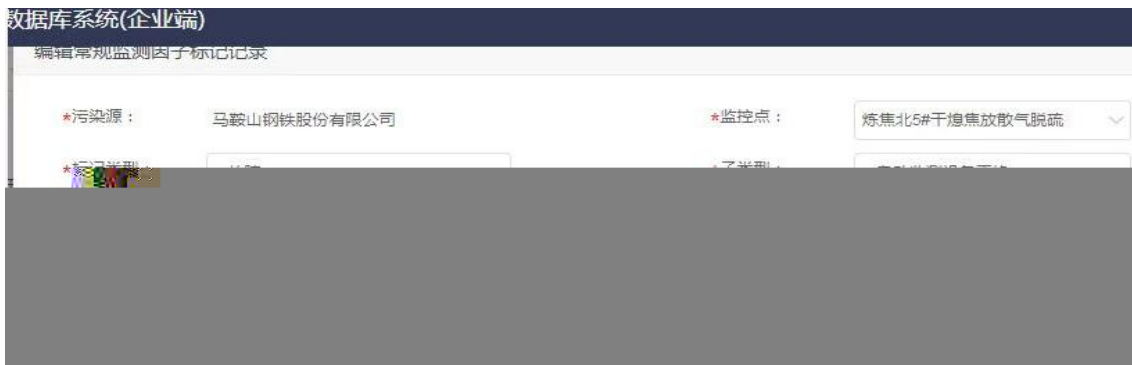 数据库系统(企业端)
编辑常规监测因子标记记录
*污染源： 马鞍山钢铁股份有限公司 *监控点： 炼焦北5#干熄焦放散气脱硫